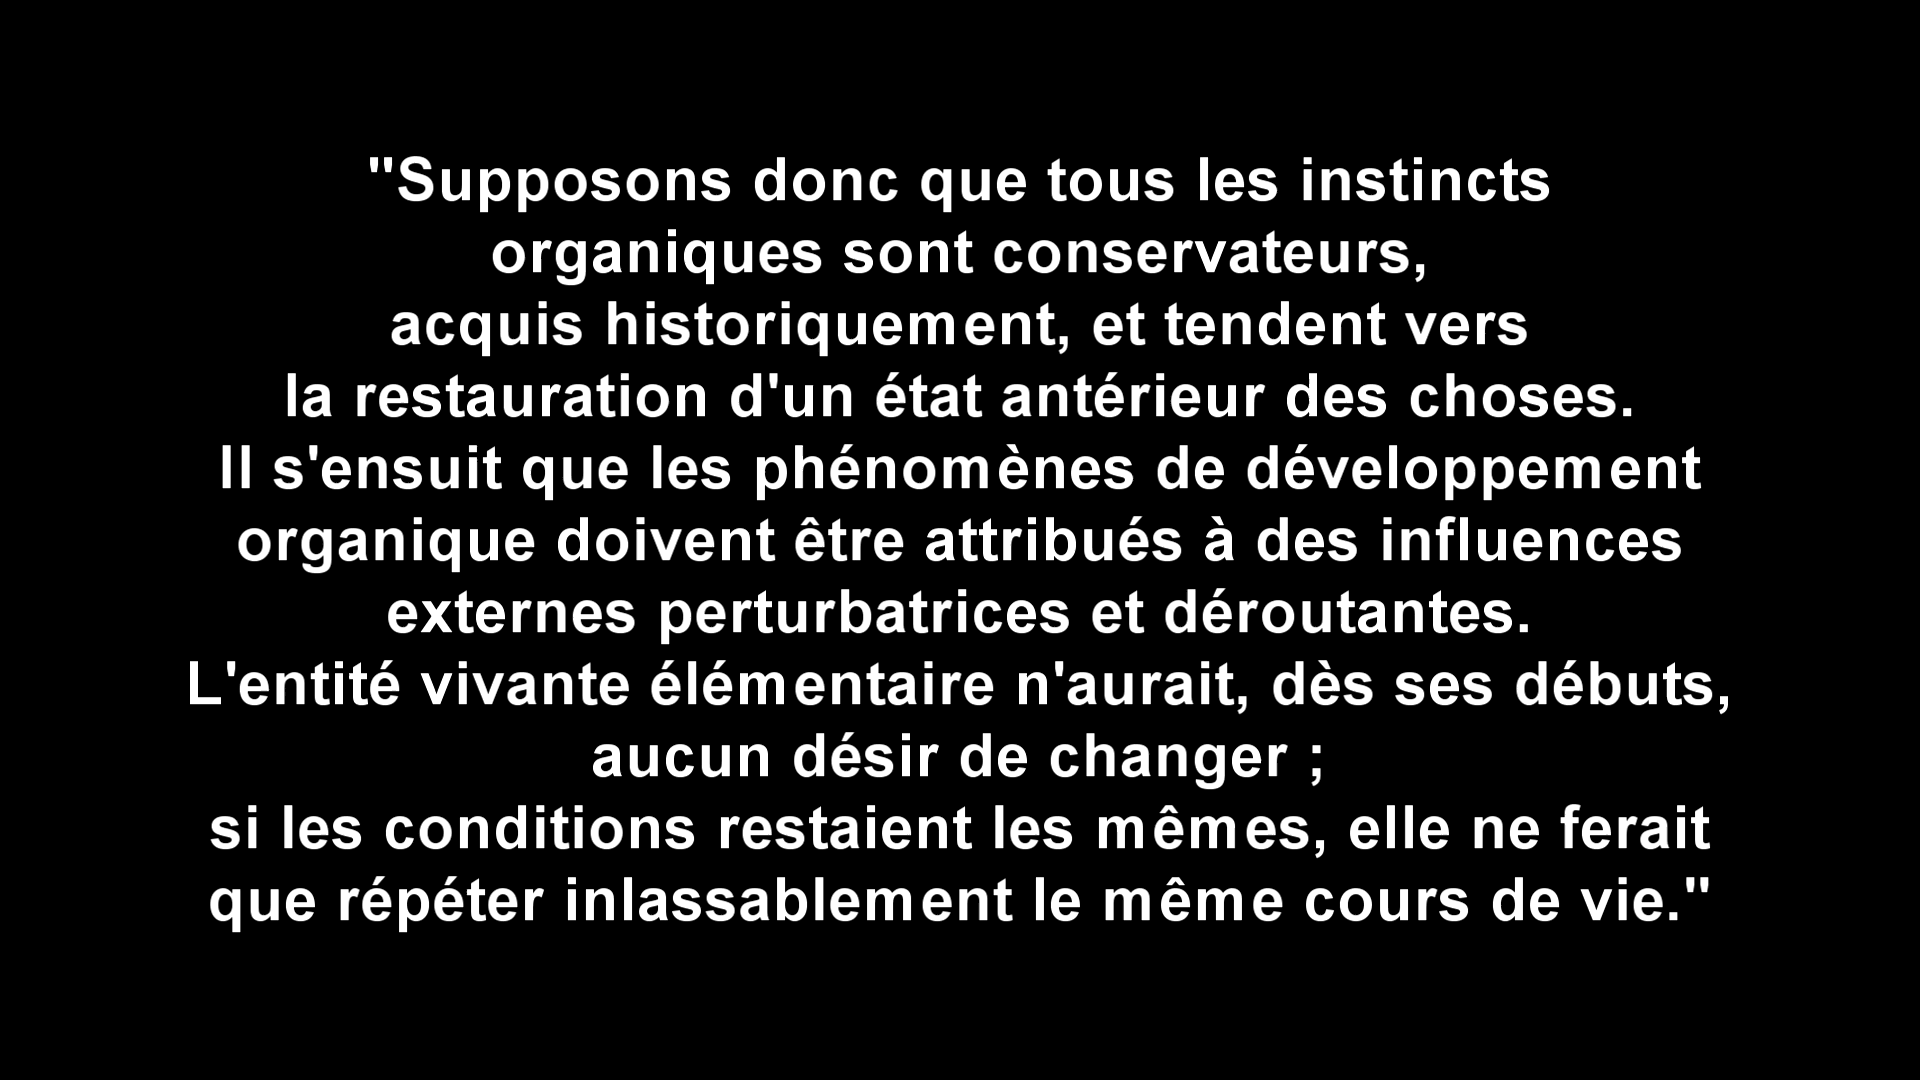 "Supposons donc que tous les instincts
organiques sont conservateurs,
acquis historiquement, et tendent vers
la restauration d'un état antérieur des choses.
Il s'ensuit que les phénomènes de développement
organique doivent être attribués à des influences
externes perturbatrices et déroutantes.
L'entité vivante élémentaire n'aurait, dès ses débuts,
aucun désir de changer ;
si les conditions restaient les mêmes, elle ne ferait
que répéter inlassablement le même cours de vie."